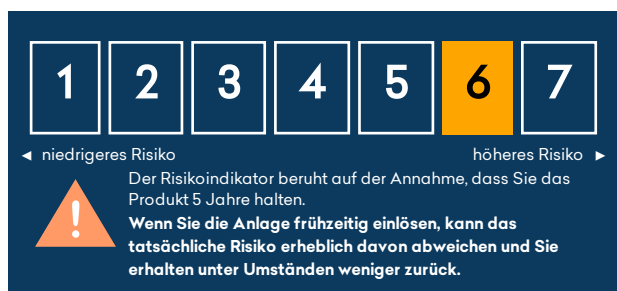 1 2 3 4 5 6 7
◄ niedrigeres Risiko höheres Risiko ►
Der Risikoindikator beruht auf der Annahme, dass Sie das
Produkt 5 Jahre halten.
Wenn Sie die Anlage frühzeitig einlösen, kann das
tatsächliche Risiko erheblich davon abweichen und Sie
erhalten unter Umständen weniger zurück.